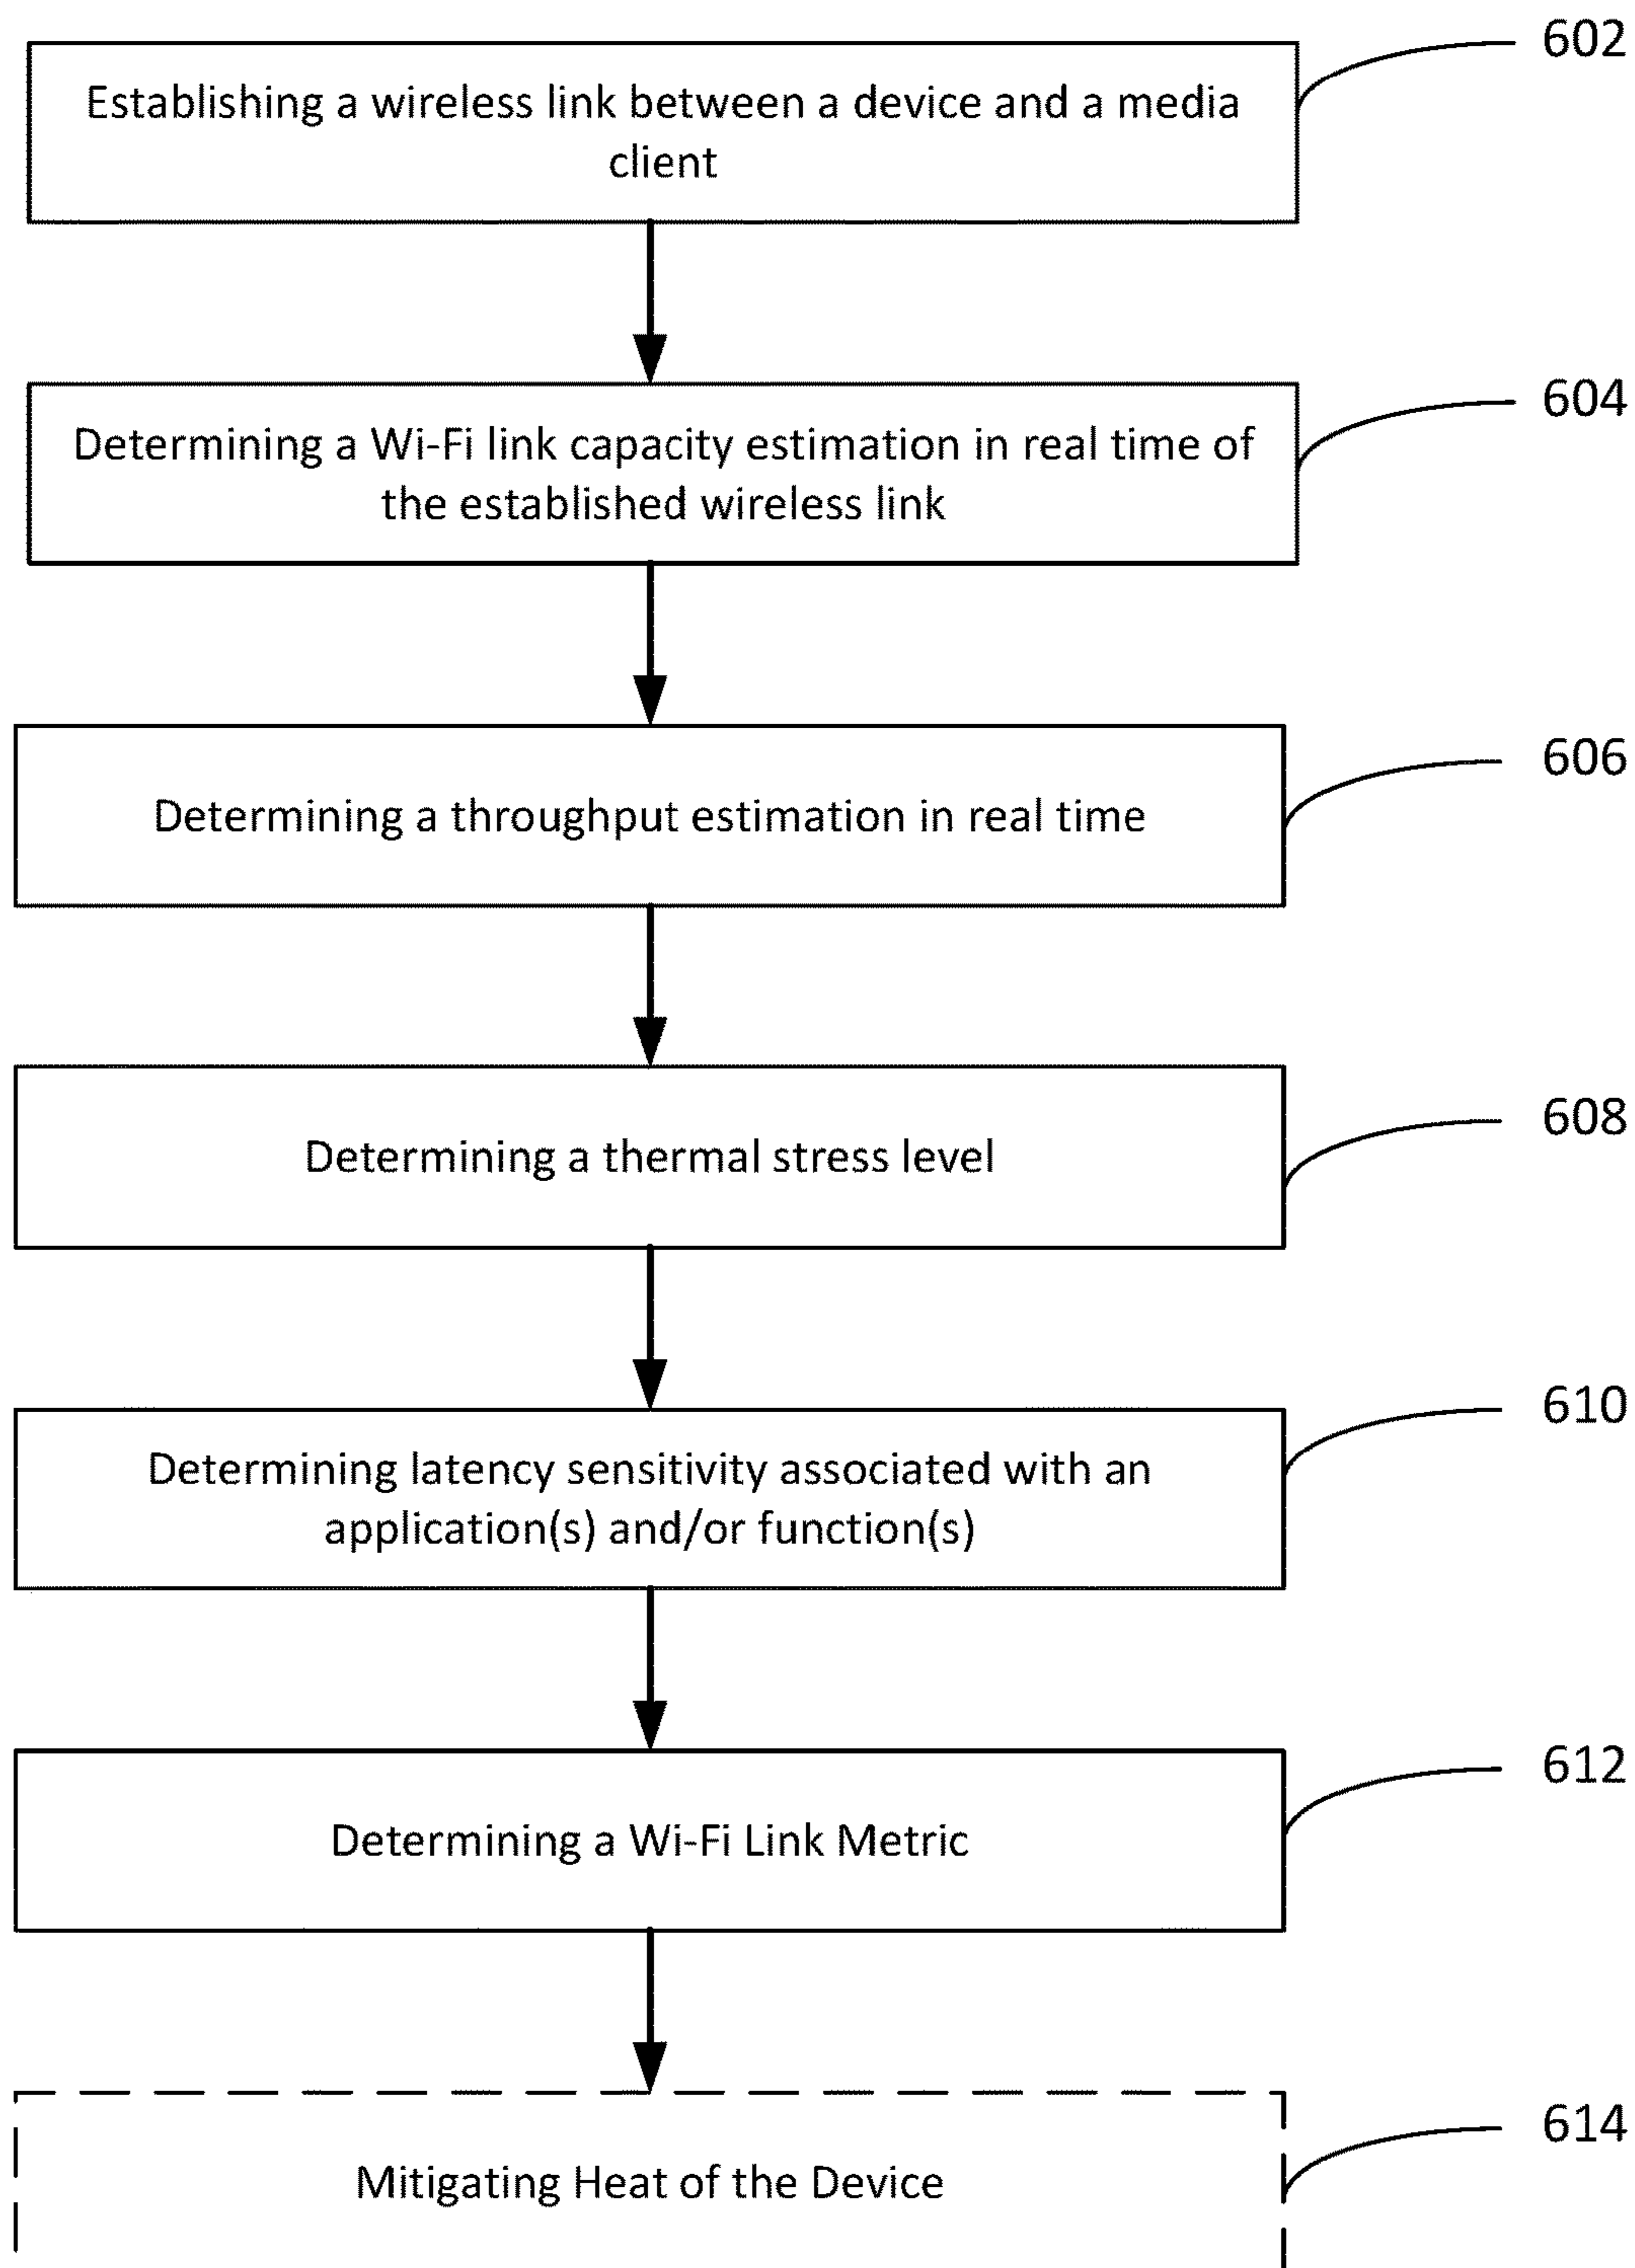 602
Establishing a wireless link between a device and a media
client
604
Determining a Wi-Fi link capacity estimation in real time of
the established wireless link
606
Determining a throughput estimation in real time
608
Determining a thermal stress level
610
Determining latency sensitivity associated with an
application(s) and/or function(s)
612
Determining a Wi-Fi Link Metric
614
Mitigating Heat of the Device